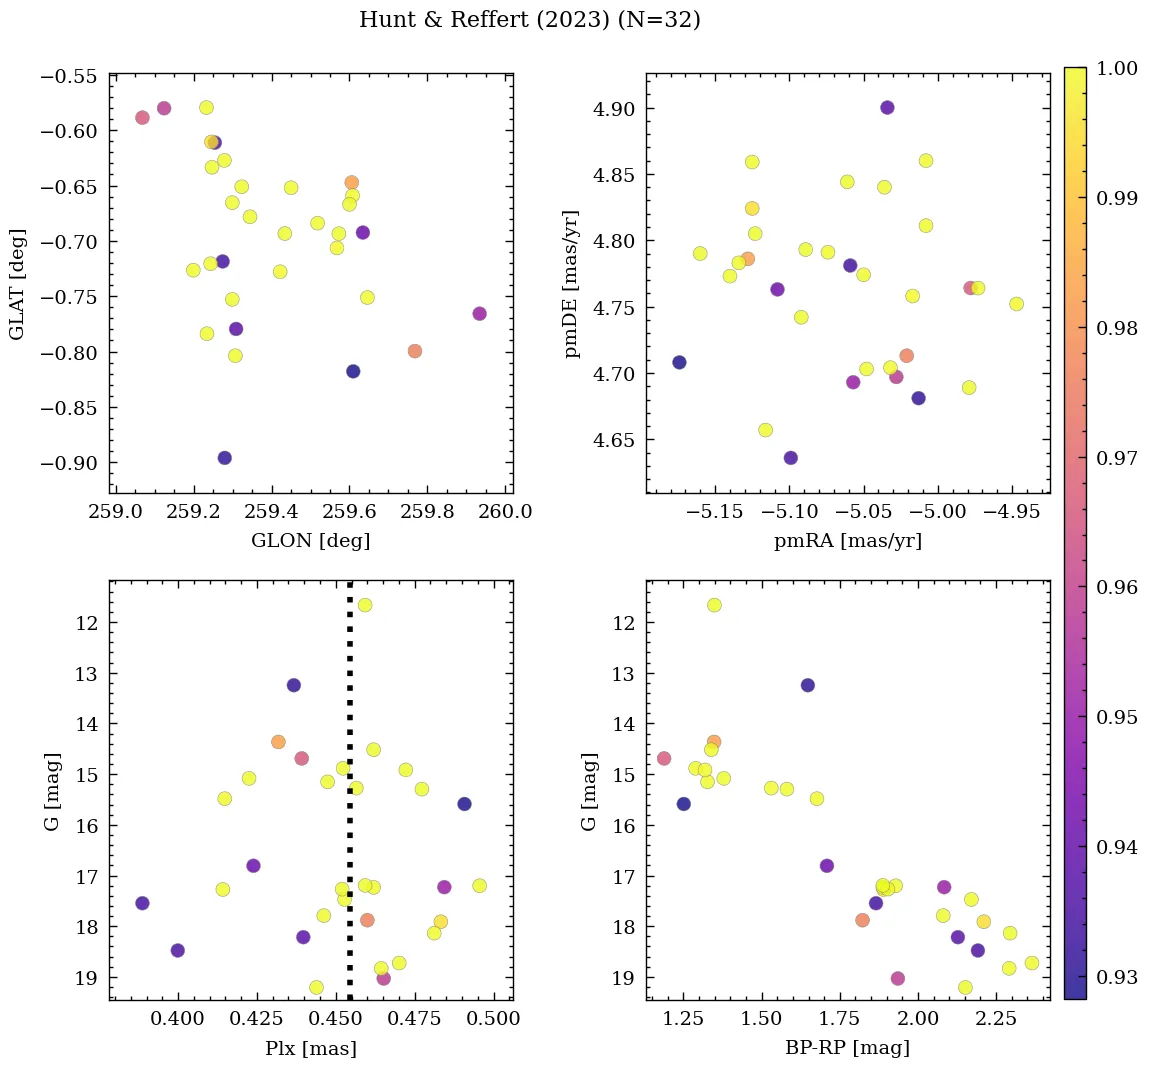 Hunt & Reffert (2023) (N=32)
−0.55
−0.60
−0.65
−0.70
−0.75
−0.80
−0.85
−0.90
GLAT [deg]
259.0 259.2 259.4 259.6 259.8 260.0
GLON [deg]
4.90
4.85
4.80
4.75
4.70
4.65
pmDE [mas/yr]
−5.15 −5.10 −5.05 −5.00 −4.95
pmRA [mas/yr]
12
13
14
15
16
17
18
19
G [mag]
0.400 0.425 0.450 0.475 0.500
Plx [mas]
12
13
14
15
16
17
18
19
G [mag]
1.25 1.50 1.75 2.00 2.25
BP-RP [mag]
1.00
0.99
0.98
0.97
0.96
0.95
0.94
0.93